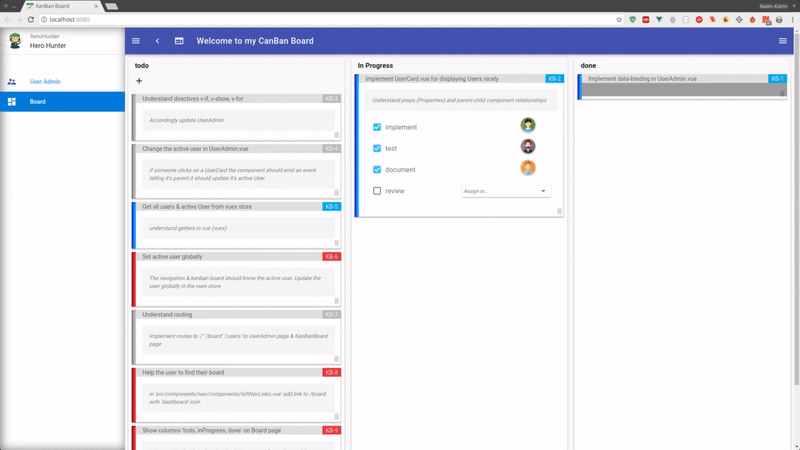 KanBan Board
Nadin Katrin
localhost:8080
heroHunter
Hero Hunter
User Admin
Board
Welcome to my CanBan Board
todo
+
Understand directives v-if, v-show, v-for
KB-3
Accordingly update UserAdmin
Change the active user in UserAdmin.vue
KB-4
if someone clicks on a UserCard the component should emit an event
telling it's parent it should update it's active User
Get all users & active User from vuex store
KB-5
understand getters in vue (vuex)
Set active user globally
KB-6
The navigation & kanban board should know the active user. Update the
user globally in the vuex store
Understand routing
KB-7
implement routes to '/' '/board' '/users' to UserAdmin page & KanBanBoard
page
Help the user to find their board
KB-8
in 'src/components/nav/components/leftNavLinks.vue' add link to /board
with 'dashboard' icon
Show columns 'todo, inProgress, done' on Board page
KB-9
In Progress
Implement UserCard.vue for displaying Users nicely
KB-2
Understand props (Properties) and parent-child component relationships
implement
test
document
review
Assign to...
done
Implement data-binding in UserAdmin.vue
KB-1